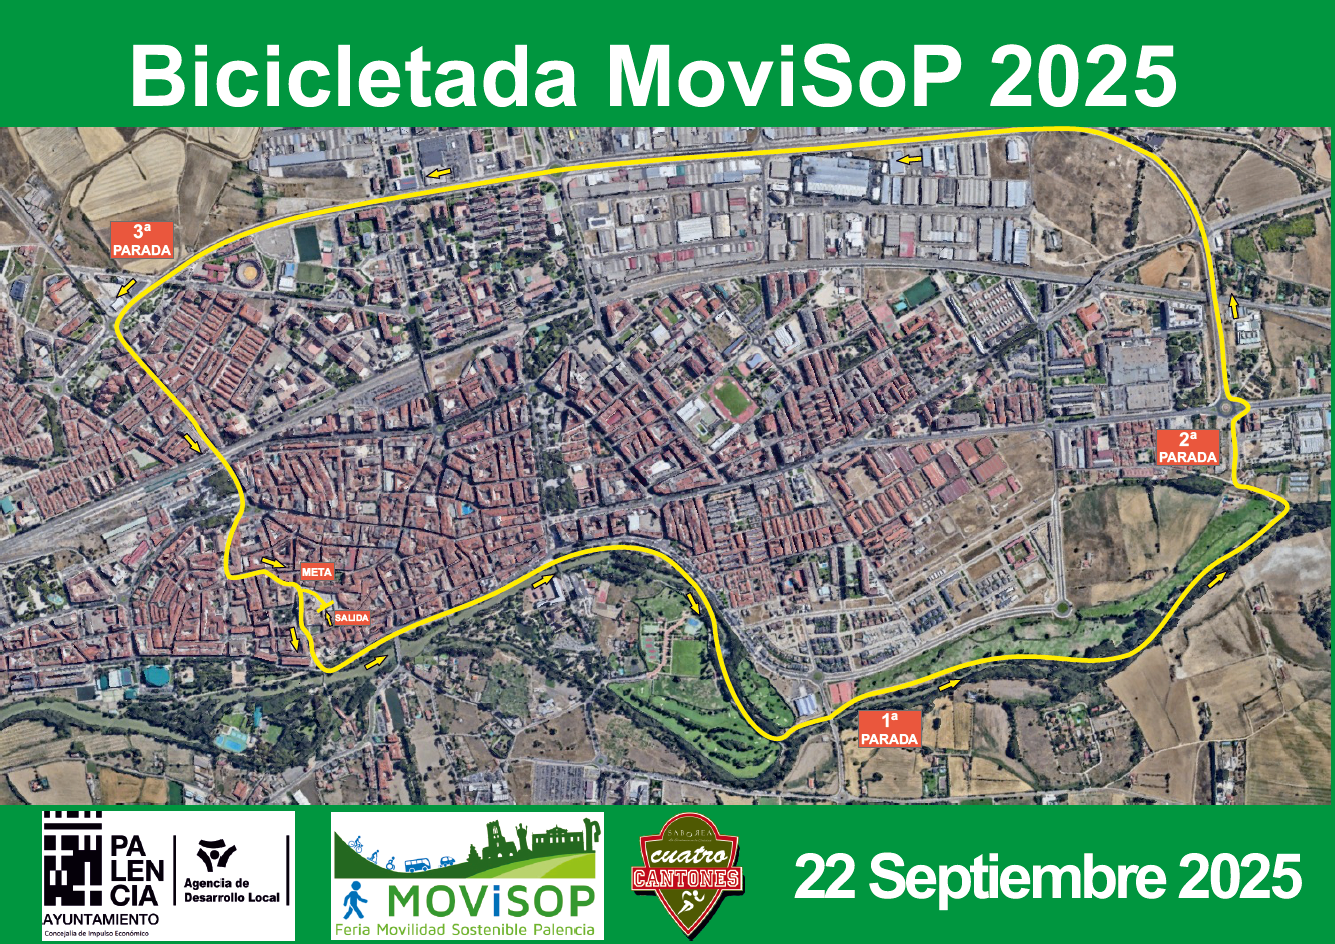 Bicicletada MoviSoP 2025
3ª
PARADA
2ª
PARADA
META
SALIDA
1ª
PARADA
PA
LEN
CIA
AYUNTAMIENTO
Concejalía de Impulso Económico
Agencia de
Desarrollo Local
MOViSOP
Feria Movilidad Sostenible Palencia
SABOREA
cuatro
CANTONES
22 Septiembre 2025